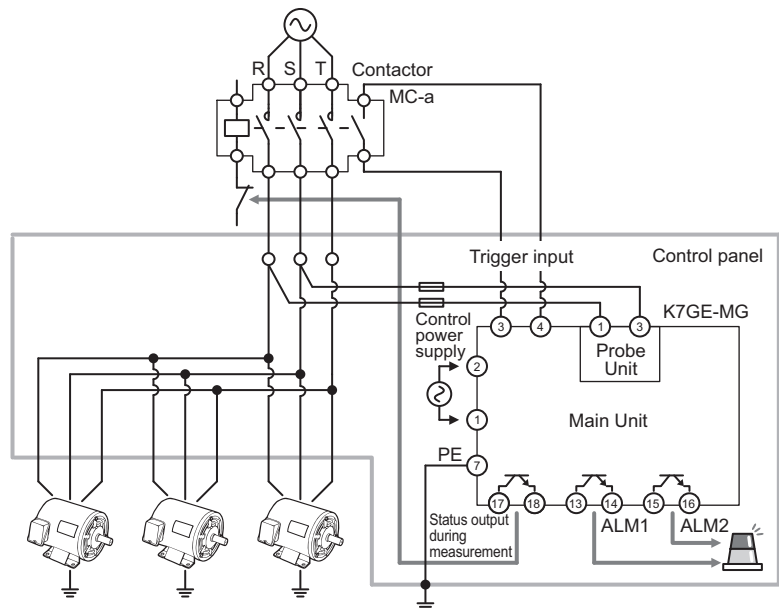 R S T Contactor
MC-a
Trigger input
Control panel
3 4 1 3
K7GE-MG
Control
power
supply
Probe
Unit
2
Main Unit
1
PE
7
17 18 13 14 15 16
Status output
during
measurement
ALM1 ALM2